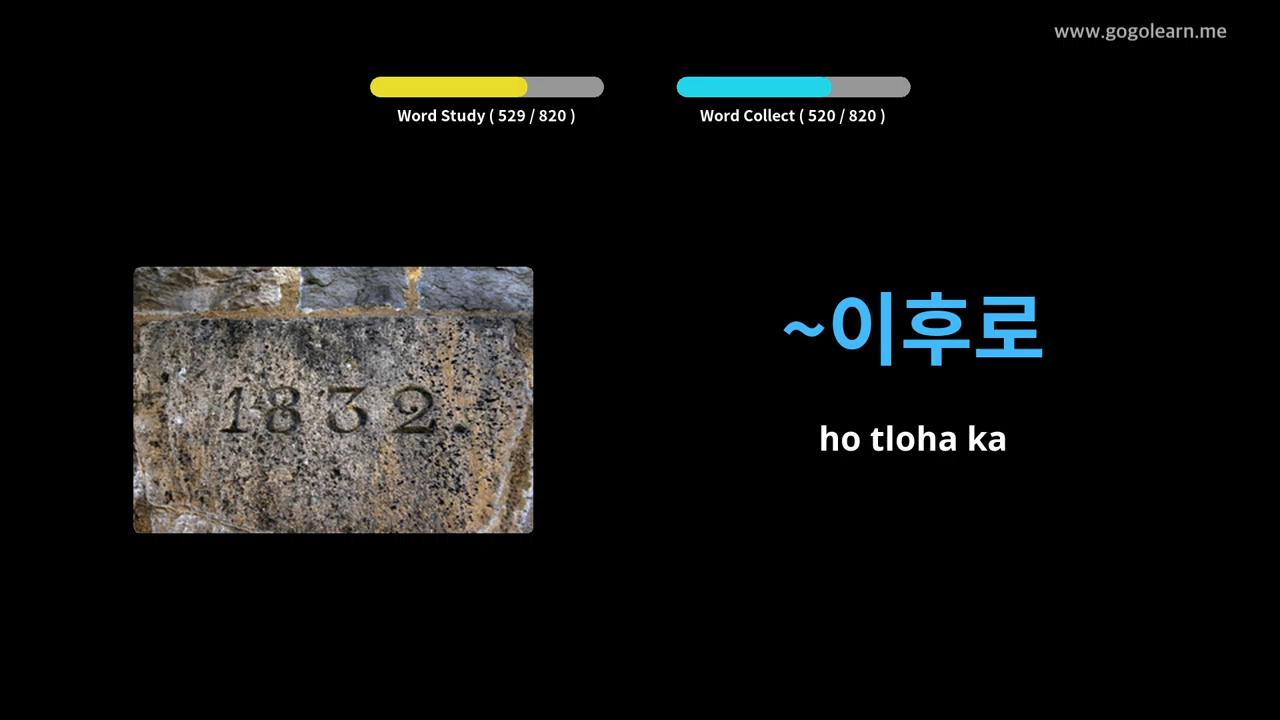 www.gogolearn.me
Word Study ( 529 / 820 )
Word Collect ( 520 / 820 )
1832.
~이후로
ho tloha ka